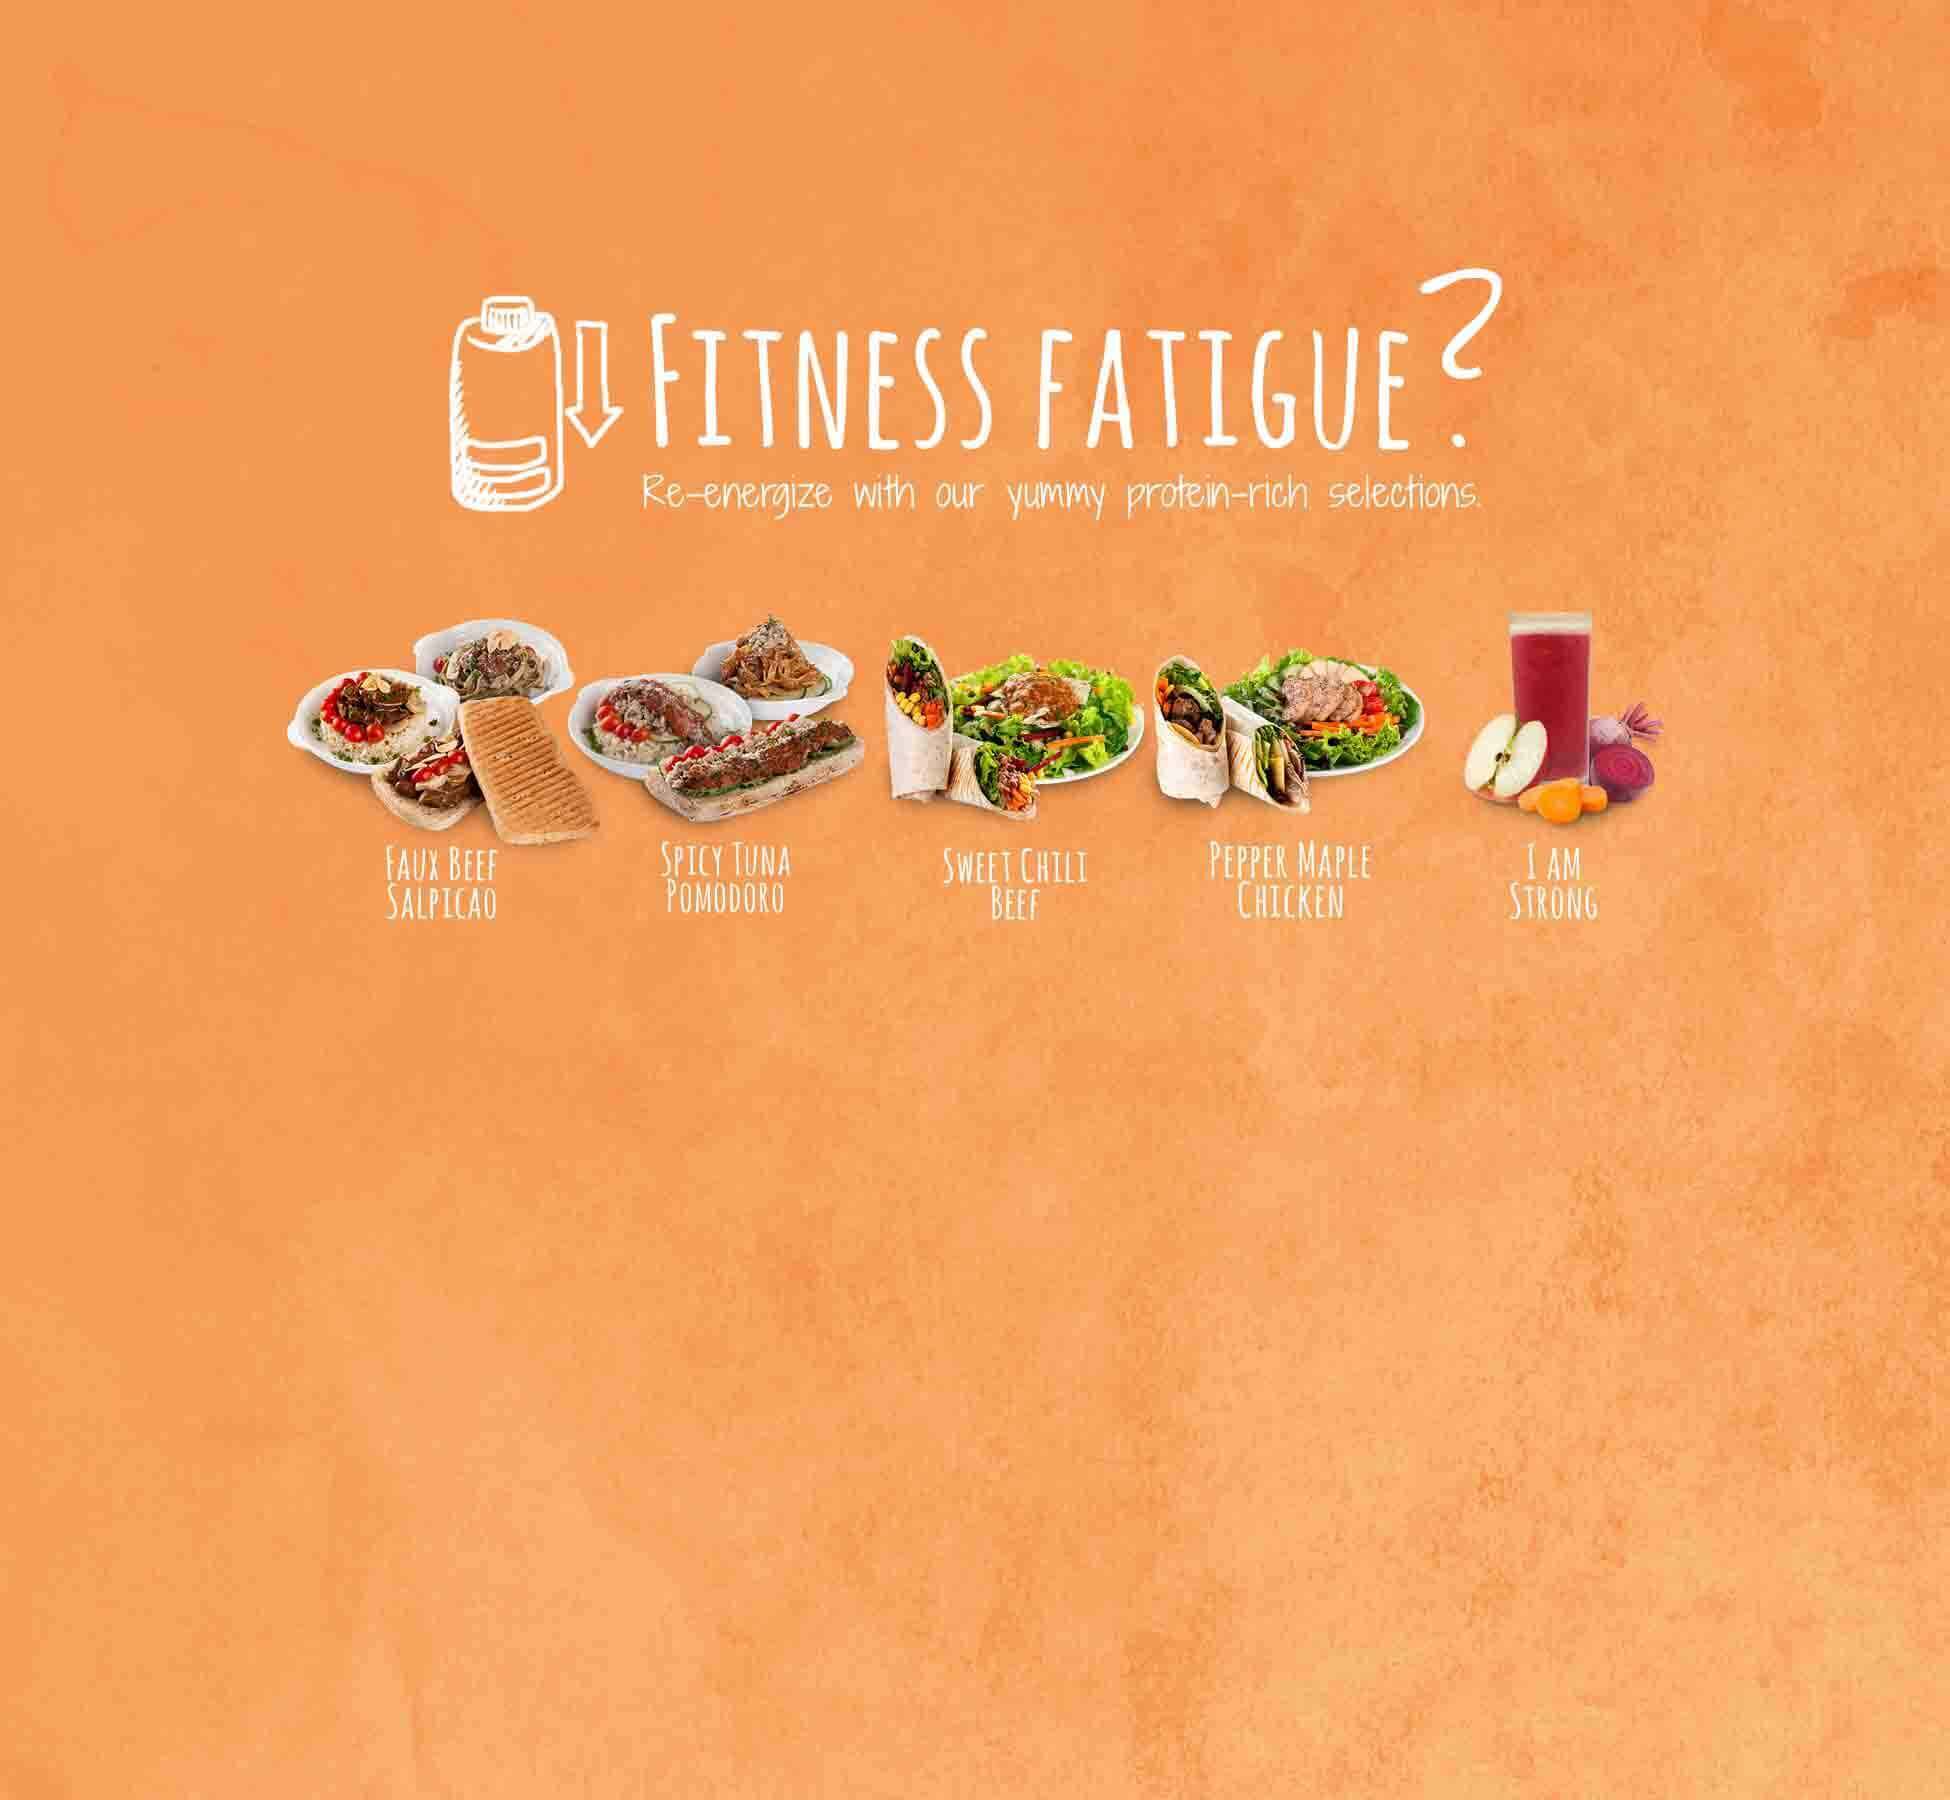 Fitness fatigue?
Re-energize with our yummy protein-rich selections.
Faux Beef
Salpicao
Spicy Tuna
Pomodoro
Sweet Chili
Beef
Pepper Maple
Chicken
I am
Strong